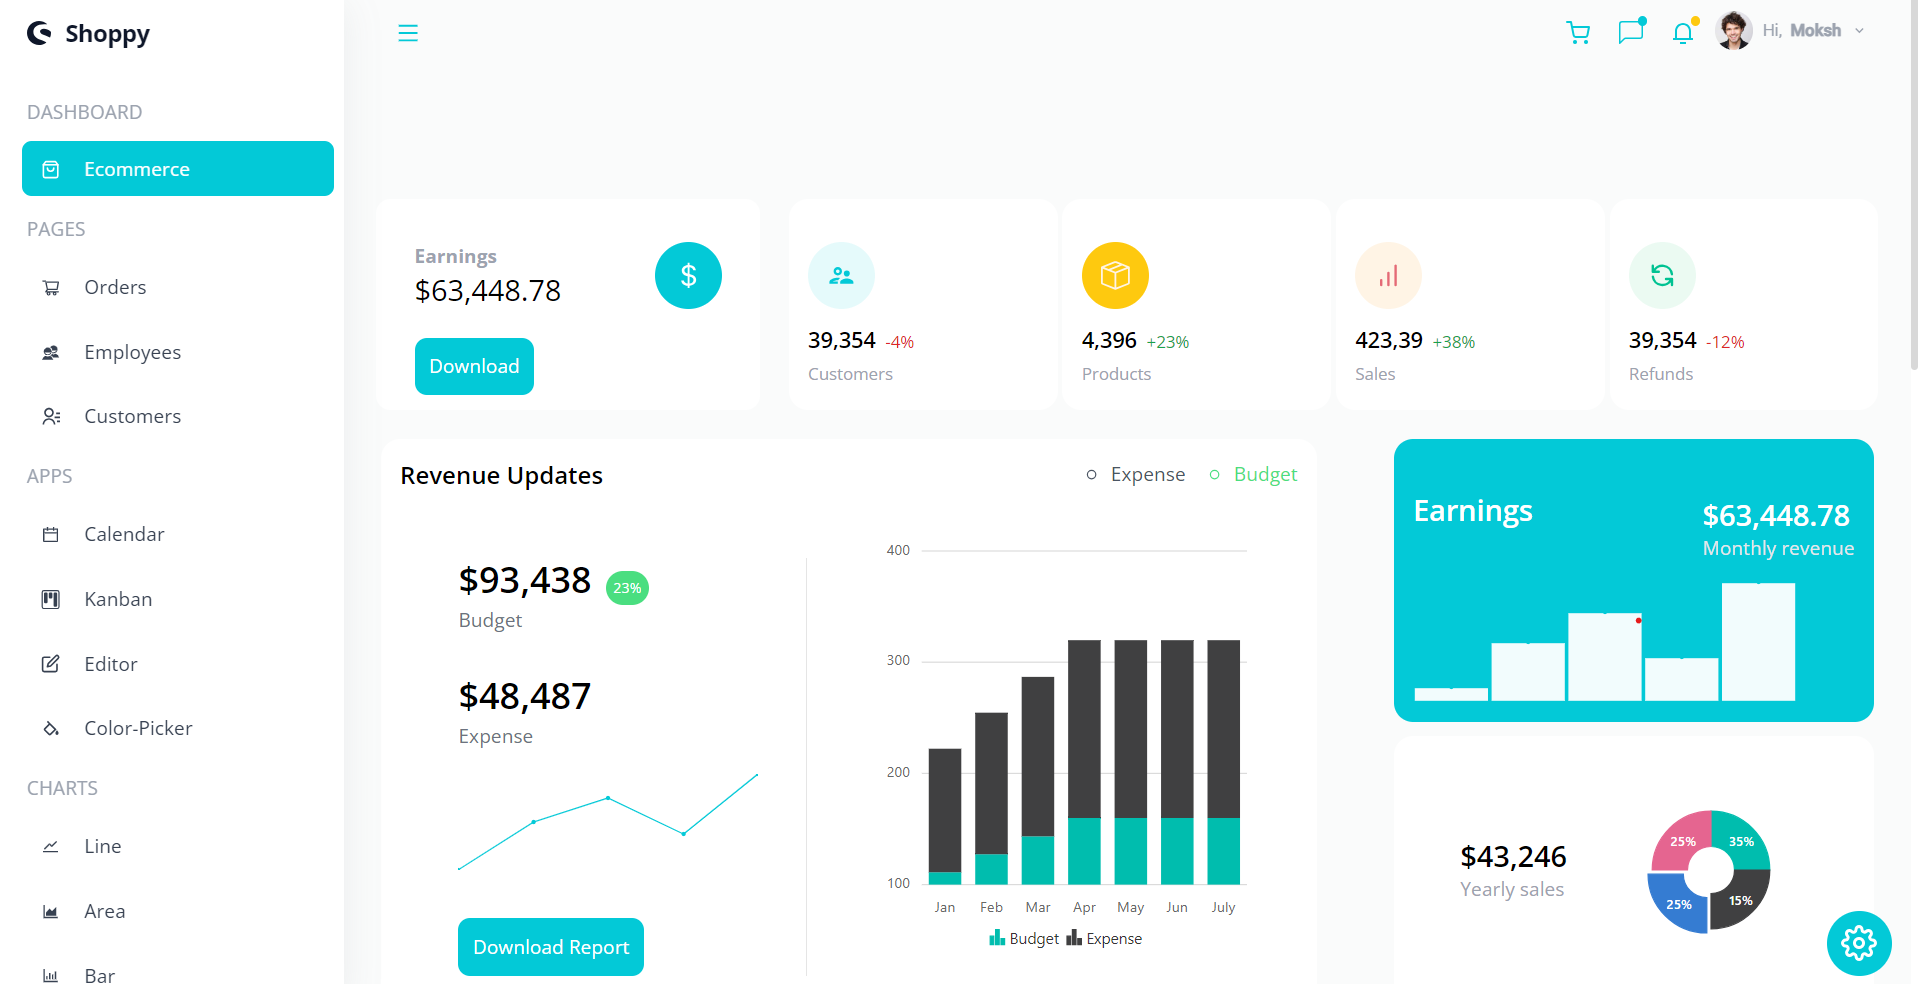 Shoppy
Hi, Moksh
DASHBOARD
Ecommerce
PAGES
Orders
Employees
Customers
APPS
Calendar
Kanban
Editor
Color-Picker
CHARTS
Line
Area
Bar
Earnings
$63,448.78
$
Download
39,354 -4%
Customers
4,396 +23%
Products
423,39 +38%
Sales
39,354 -12%
Refunds
Revenue Updates
Expense
Budget
$93,438 23%
Budget
$48,487
Expense
Download Report
400
300
200
100
Jan Feb Mar Apr May Jun July
Budget Expense
Earnings
$63,448.78
Monthly revenue
$43,246
Yearly sales
25% 35%
25% 15%